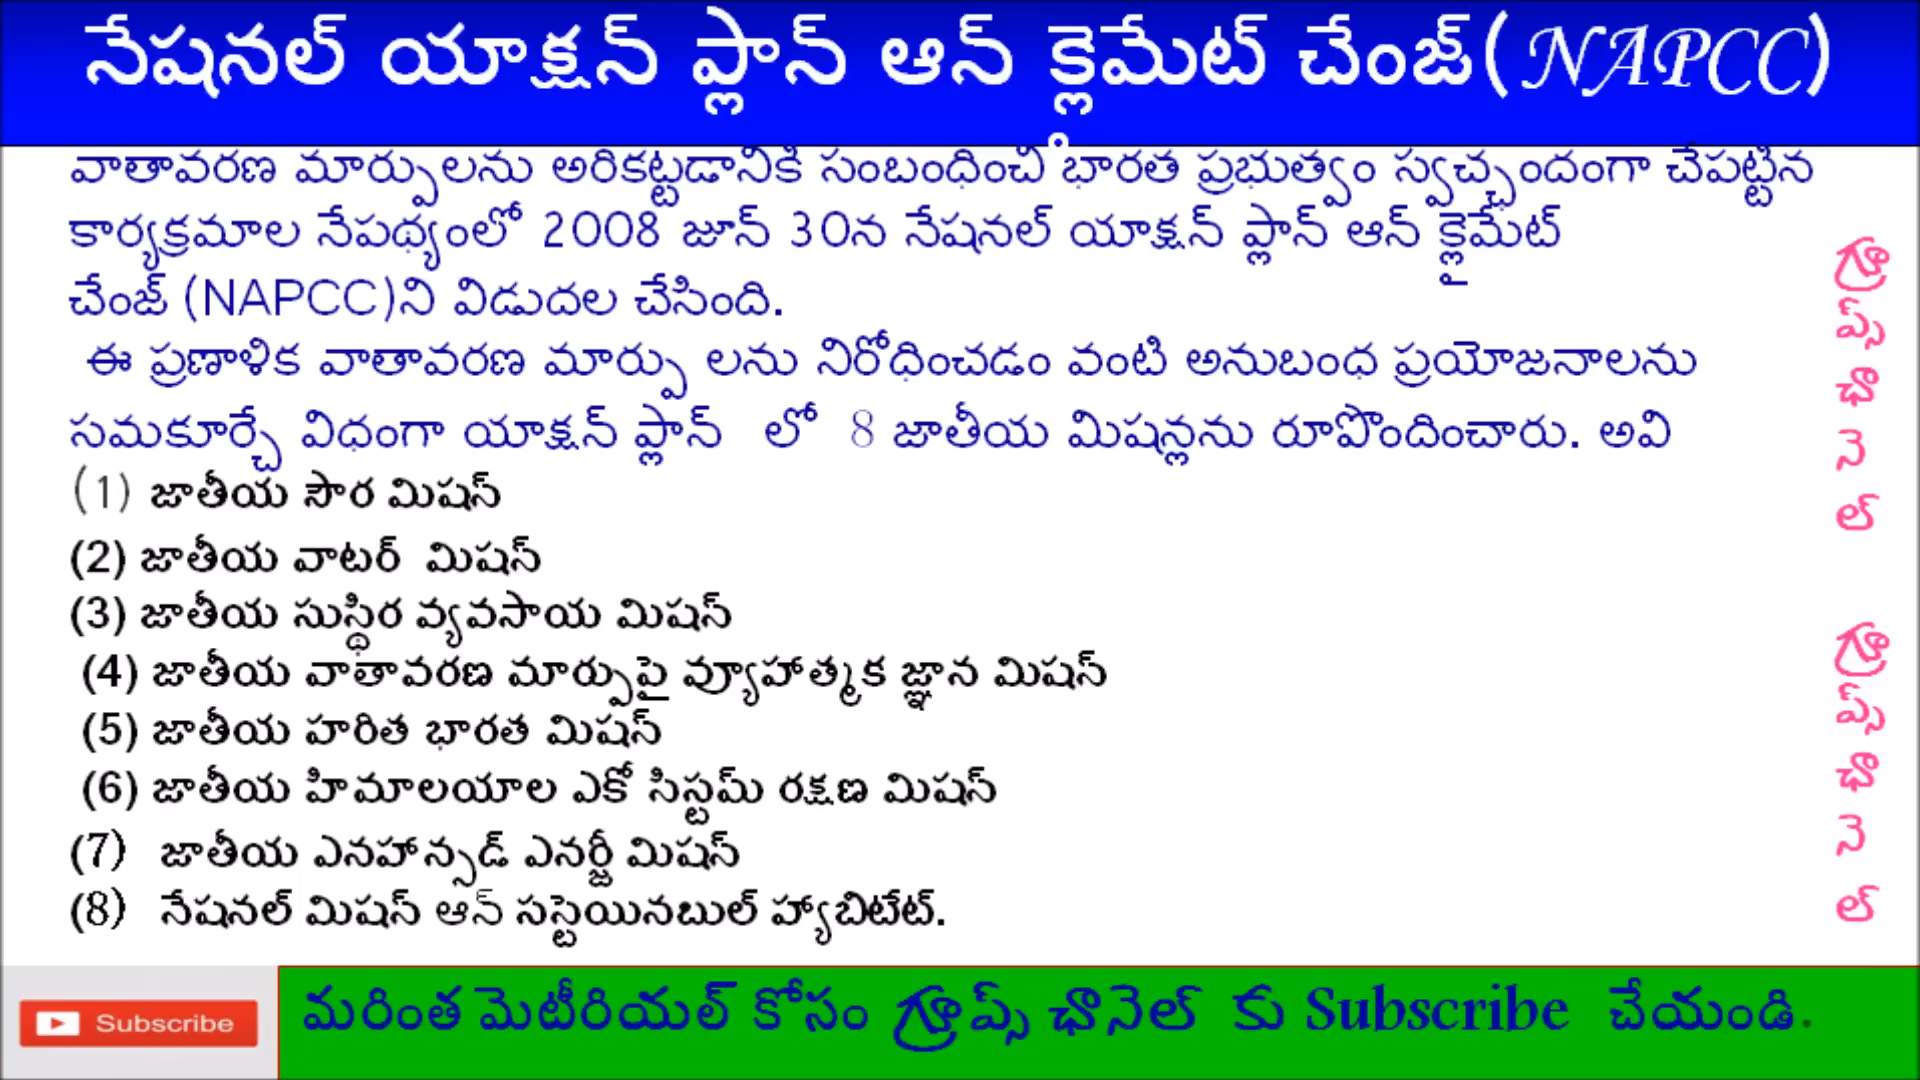 నేషనల్ యాక్షన్ ప్లాన్ ఆన్ క్లైమేట్ చేంజ్(NAPCC)
వాతావరణ మార్పులను అరికట్టడానికి సంబంధించి భారత ప్రభుత్వం స్వచ్ఛందంగా చేపట్టిన
కార్యక్రమాల నేపథ్యంలో 2008 జూన్ 30న నేషనల్ యాక్షన్ ప్లాన్ ఆన్ క్లైమేట్
చేంజ్ (NAPCC)ని విడుదల చేసింది.
ఈ ప్రణాళిక వాతావరణ మార్పు లను నిరోధించడం వంటి అనుబంధ ప్రయోజనాలను
సమకూర్చే విధంగా యాక్షన్ ప్లాన్ లో 8 జాతీయ మిషన్లను రూపొందించారు. అవి
(1) జాతీయ సౌర మిషన్
(2) జాతీయ వాటర్ మిషన్
(3) జాతీయ సుస్థిర వ్యవసాయ మిషన్
(4) జాతీయ వాతావరణ మార్పుపై వ్యూహాత్మక జ్ఞాన మిషన్
(5) జాతీయ హరిత భారత మిషన్
(6) జాతీయ హిమాలయాల ఎకో సిస్టమ్ రక్షణ మిషన్
(7) జాతీయ ఎనహాన్సడ్ ఎనర్జీ మిషన్
(8) నేషనల్ మిషన్ ఆన్ సస్టెయినబుల్ హ్యాబిటేట్.
గ్రూ
ప్స్
ఛా
నె
ల్
గ్రూ
ప్స్
ఛా
నె
ల్
Subscribe
మరింత మెటీరియల్ కోసం గ్రూప్స్ ఛానెల్ కు Subscribe చేయండి.